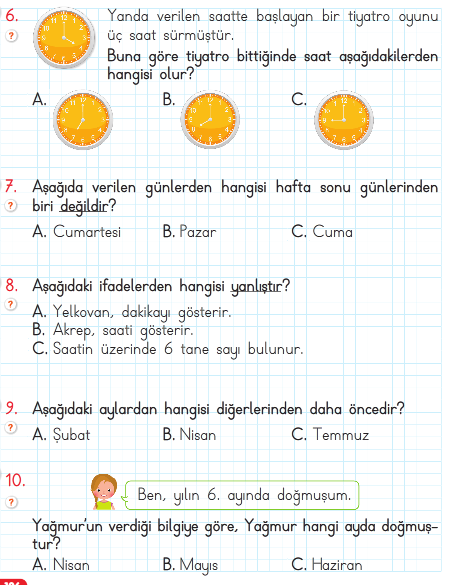 6. Yanda verilen saatte başlayan bir tiyatro oyunu
? üç saat sürmüştür.
Buna göre tiyatro bittiğinde saat aşağıdakilerden
hangisi olur?
A. B. C.
7. Aşağıda verilen günlerden hangisi hafta sonu günlerinden
? biri değildir?
A. Cumartesi B. Pazar C. Cuma
8. Aşağıdaki ifadelerden hangisi yanlıştır?
?
A. Yelkovan, dakikayı gösterir.
B. Akrep, saati gösterir.
C. Saatin üzerinde 6 tane sayı bulunur.
9. Aşağıdaki aylardan hangisi diğerlerinden daha öncedir?
?
A. Şubat B. Nisan C. Temmuz
10.
? Ben, yılın 6. ayında doğmuşum.
Yağmur'un verdiği bilgiye göre, Yağmur hangi ayda doğmuş-
tur?
A. Nisan B. Mayıs C. Haziran